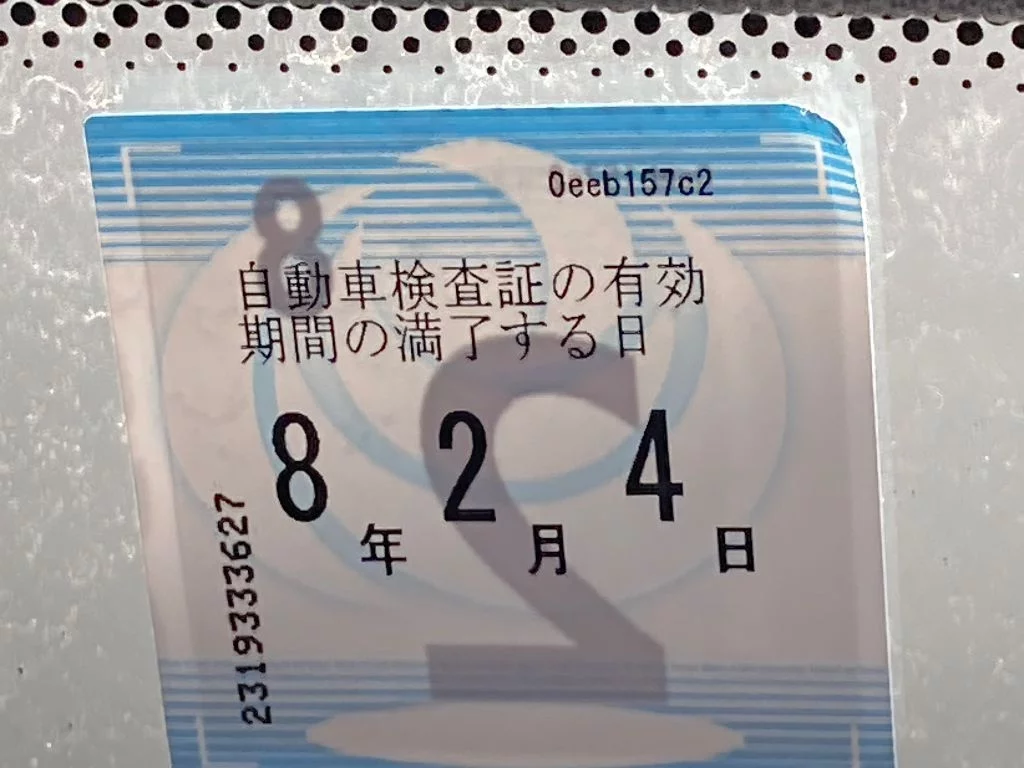 0eeb157c2
8
自動車検査証の有効
期間の満了する日
8年2月4日
2
2319333627